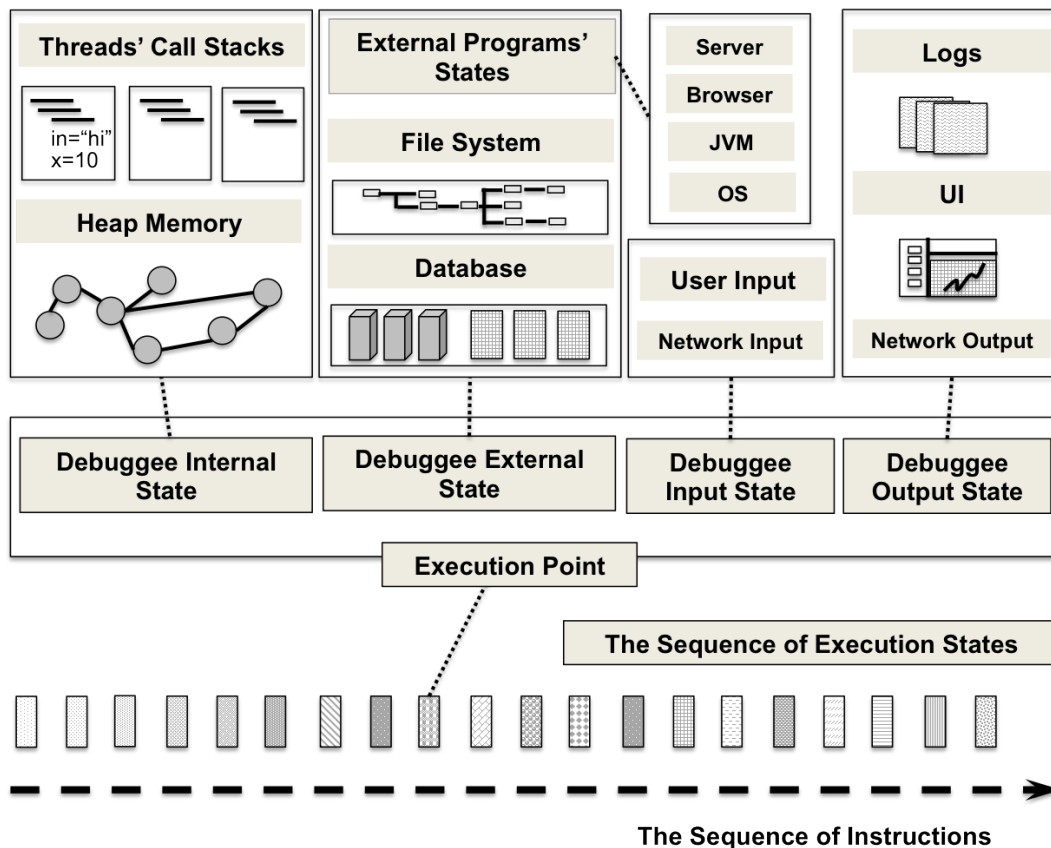 Threads’ Call Stacks
in=“hi”
x=10
Heap Memory
External Programs’
States
File System
Database
Server
Browser
JVM
OS
User Input
Network Input
Logs
UI
Network Output
Debuggee Internal
State
Debuggee External
State
Debuggee
Input State
Debuggee
Output State
Execution Point
The Sequence of Execution States
The Sequence of Instructions